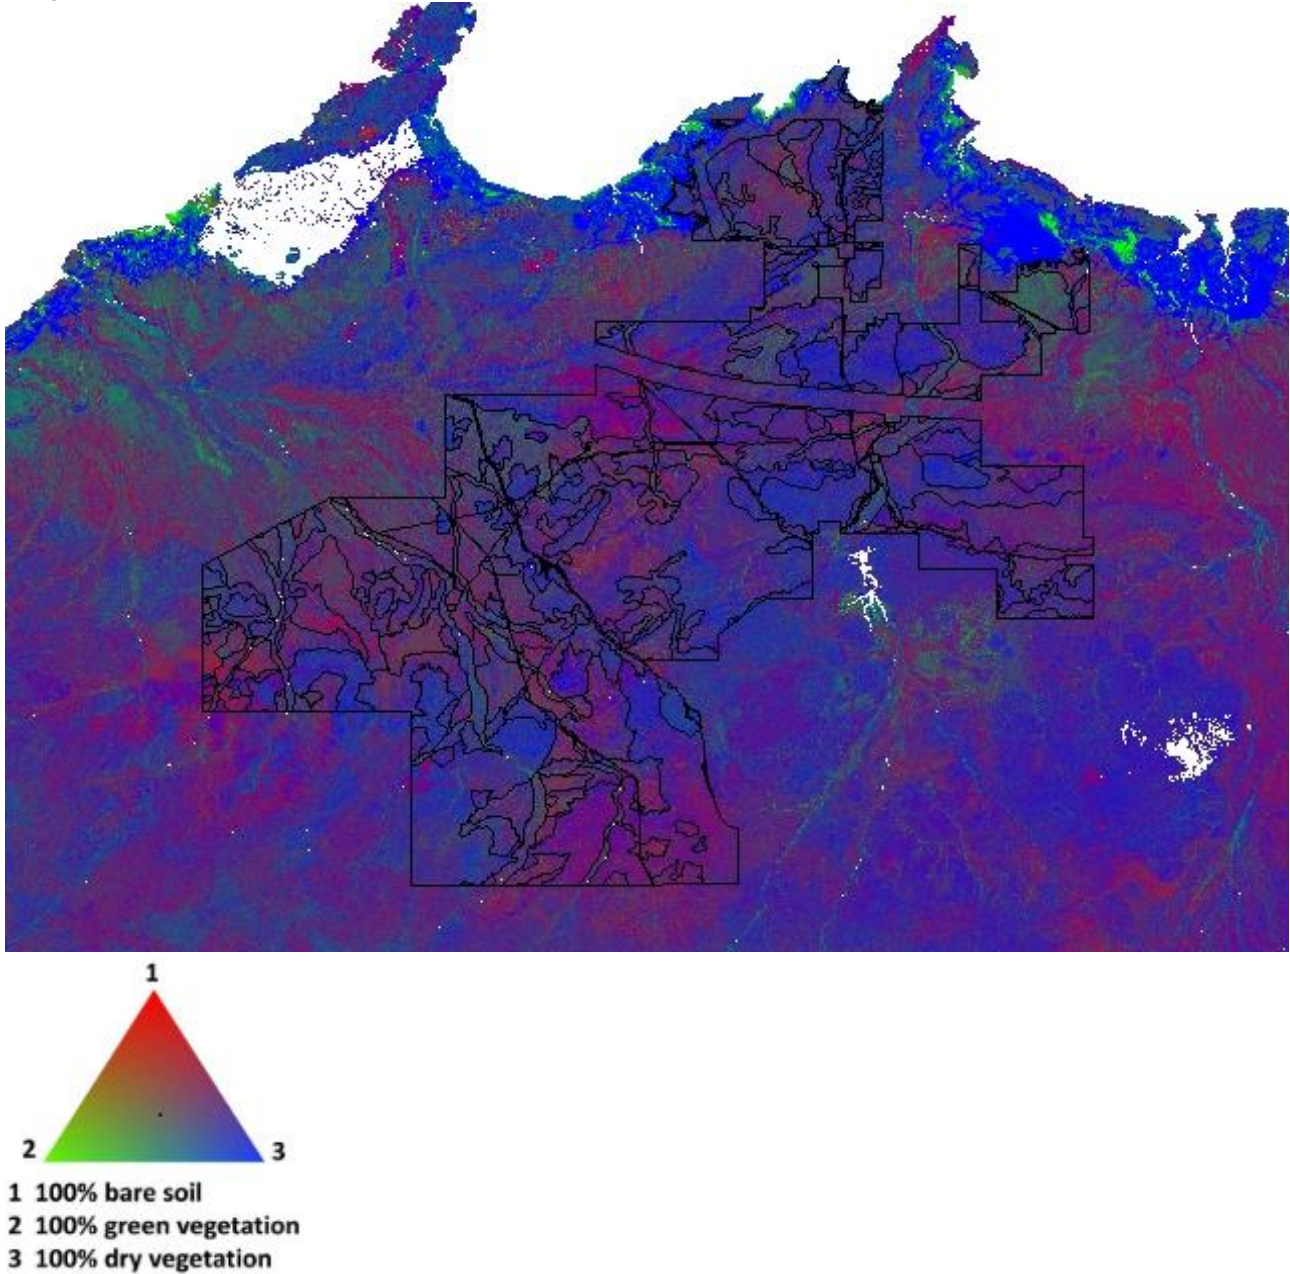 1
2 3
1 100% bare soil
2 100% green vegetation
3 100% dry vegetation